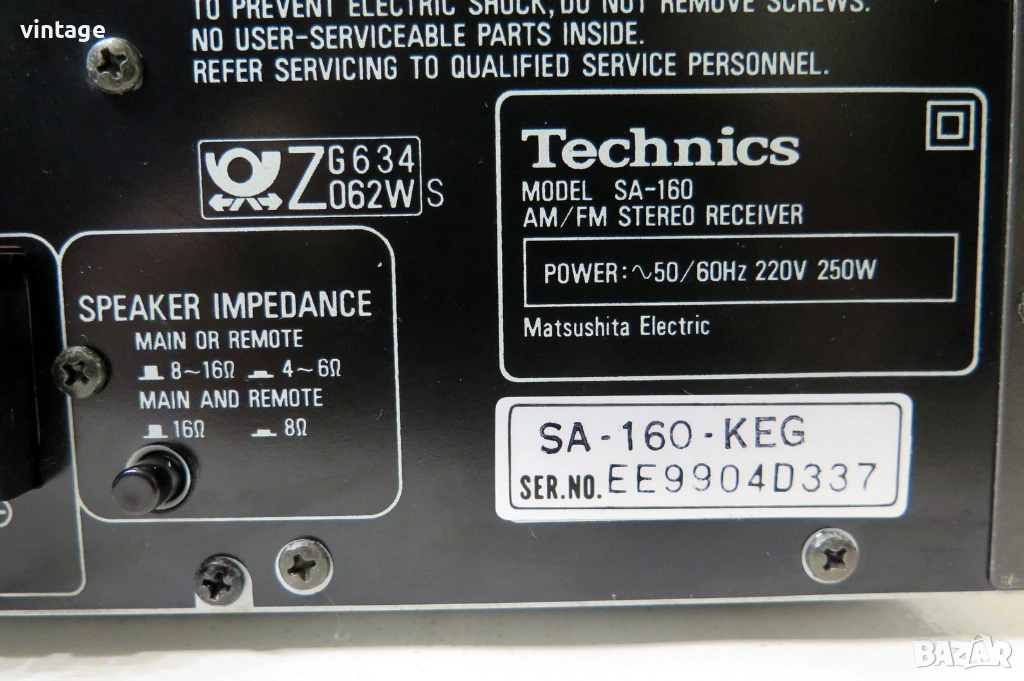 vintage
TO PREVENT ELECTRIC SHOCK, DO NOT REMOVE SCREWS.
NO USER-SERVICEABLE PARTS INSIDE.
REFER SERVICING TO QUALIFIED SERVICE PERSONNEL.
Z G634
062W S
Technics
MODEL SA-160
AM/FM STEREO RECEIVER
POWER: ~50/60Hz 220V 250W
Matsushita Electric
SPEAKER IMPEDANCE
MAIN OR REMOTE
8~16Ω 4~6Ω
MAIN AND REMOTE
16Ω 8Ω
SA-160-KEG
SER.NO. EE9904D337
BAZAR